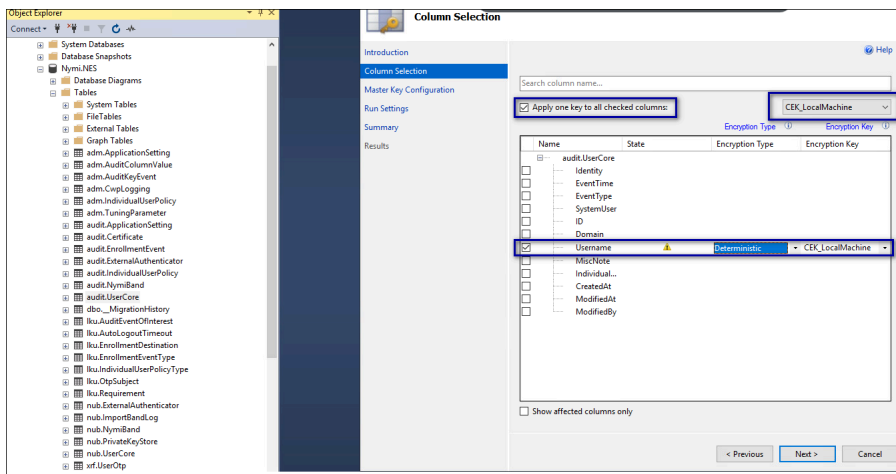 Object Explorer
Connect
System Databases
Database Snapshots
Nymi.NES
Database Diagrams
Tables
System Tables
FileTables
External Tables
Graph Tables
adm.ApplicationSetting
adm.AuditColumnValue
adm.AuditKeyEvent
adm.CwpLogging
adm.IndividualUserPolicy
adm.TuningParameter
audit.ApplicationSetting
audit.Certificate
audit.EnrollmentEvent
audit.ExternalAuthenticator
audit.IndividualUserPolicy
audit.NymiBand
audit.UserCore
dbo.__MigrationHistory
lku.AuditEventOfInterest
lku.AutoLogoutTimeout
lku.EnrollmentDestination
lku.EnrollmentEventType
lku.IndividualUserPolicyType
lku.OtpSubject
lku.Requirement
nub.ExternalAuthenticator
nub.ImportBandLog
nub.NymiBand
nub.PrivateKeyStore
nub.UserCore
xrf.UserOtp
Column Selection
Introduction
Column Selection
Master Key Configuration
Run Settings
Summary
Results
Help
Search column name...
Apply one key to all checked columns:
CEK_LocalMachine
Encryption Type Encryption Key
Name State Encryption Type Encryption Key
audit.UserCore
Identity
EventTime
EventType
SystemUser
ID
Domain
Username Deterministic CEK_LocalMachine
MiscNote
Individual...
CreatedAt
ModifiedAt
ModifiedBy
Show affected columns only
< Previous Next > Cancel